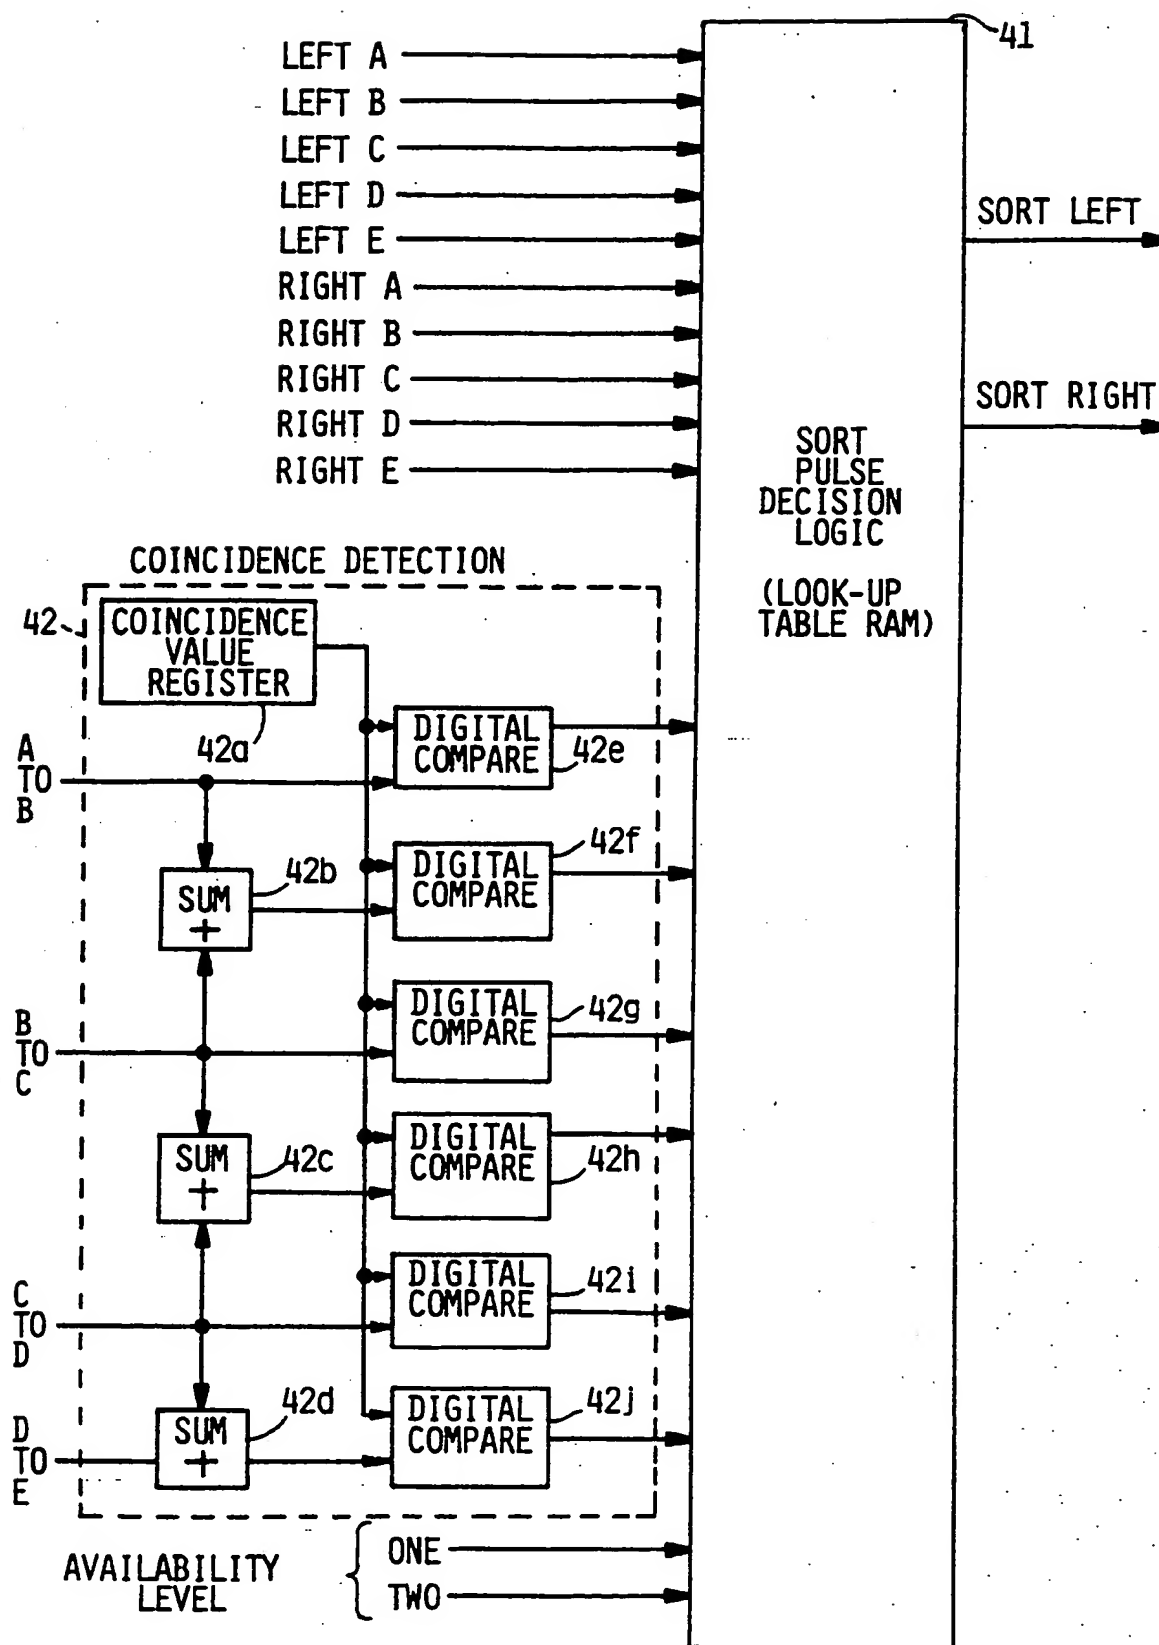 41
LEFT A
LEFT B
LEFT C
LEFT D
LEFT E
RIGHT A
RIGHT B
RIGHT C
RIGHT D
RIGHT E
SORT LEFT
SORT RIGHT
SORT
PULSE
DECISION
LOGIC
(LOOK-UP
TABLE RAM)
COINCIDENCE DETECTION
42
COINCIDENCE
VALUE
REGISTER
42a
A
TO
B
DIGITAL
COMPARE
42e
SUM
+
42b
DIGITAL
COMPARE
42f
B
TO
C
DIGITAL
COMPARE
42g
SUM
+
42c
DIGITAL
COMPARE
42h
C
TO
D
DIGITAL
COMPARE
42i
D
TO
E
SUM
+
42d
DIGITAL
COMPARE
42j
AVAILABILITY
LEVEL
ONE
TWO